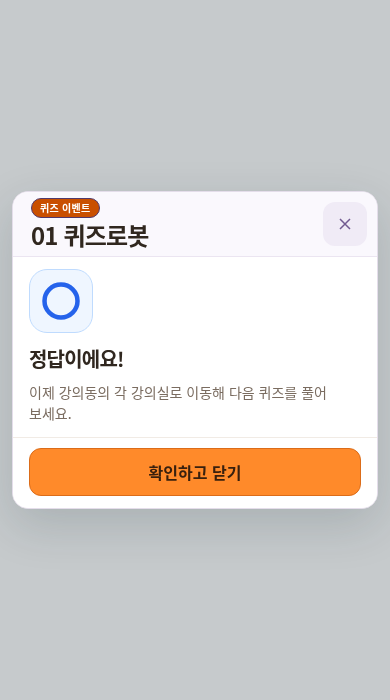 퀴즈 이벤트
01 퀴즈로봇
정답이에요!
이제 강의동의 각 강의실로 이동해 다음 퀴즈를 풀어
보세요.
확인하고 닫기